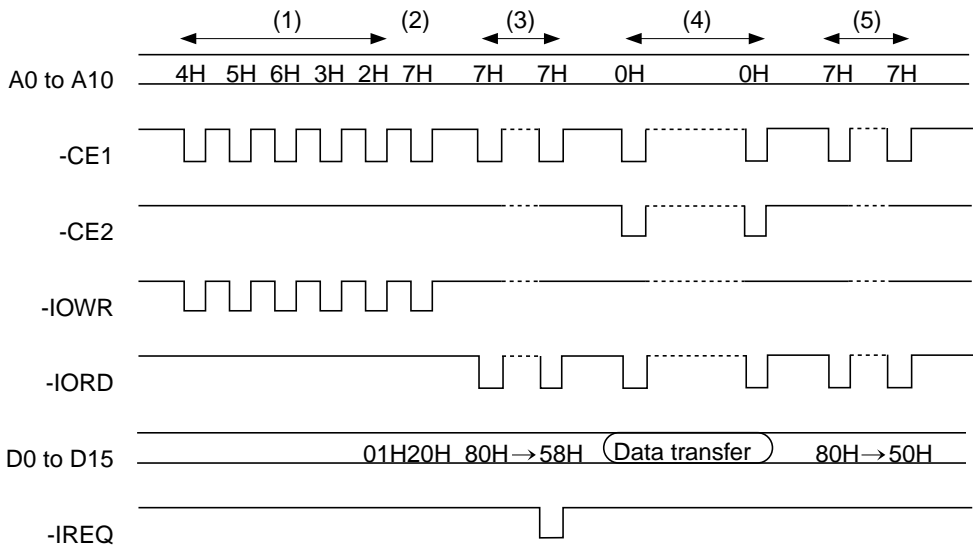 (1) (2) (3) (4) (5)
A0 to A10 4H 5H 6H 3H 2H 7H 7H 7H 0H 0H 7H 7H
-CE1
-CE2
-IOWR
-IORD
D0 to D15 01H20H 80H→58H Data transfer 80H→50H
-IREQ